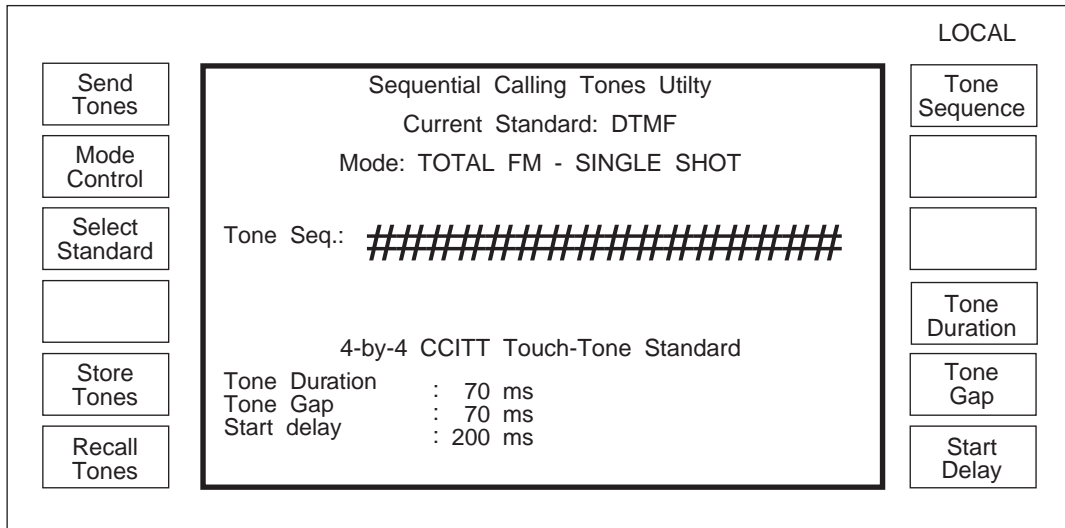 LOCAL
Send
Tones
Mode
Control
Select
Standard
Store
Tones
Recall
Tones
Sequential Calling Tones Utilty
Current Standard: DTMF
Mode: TOTAL FM - SINGLE SHOT
Tone Seq.: ################
4-by-4 CCITT Touch-Tone Standard
Tone Duration : 70 ms
Tone Gap : 70 ms
Start delay : 200 ms
Tone
Sequence
Tone
Duration
Tone
Gap
Start
Delay